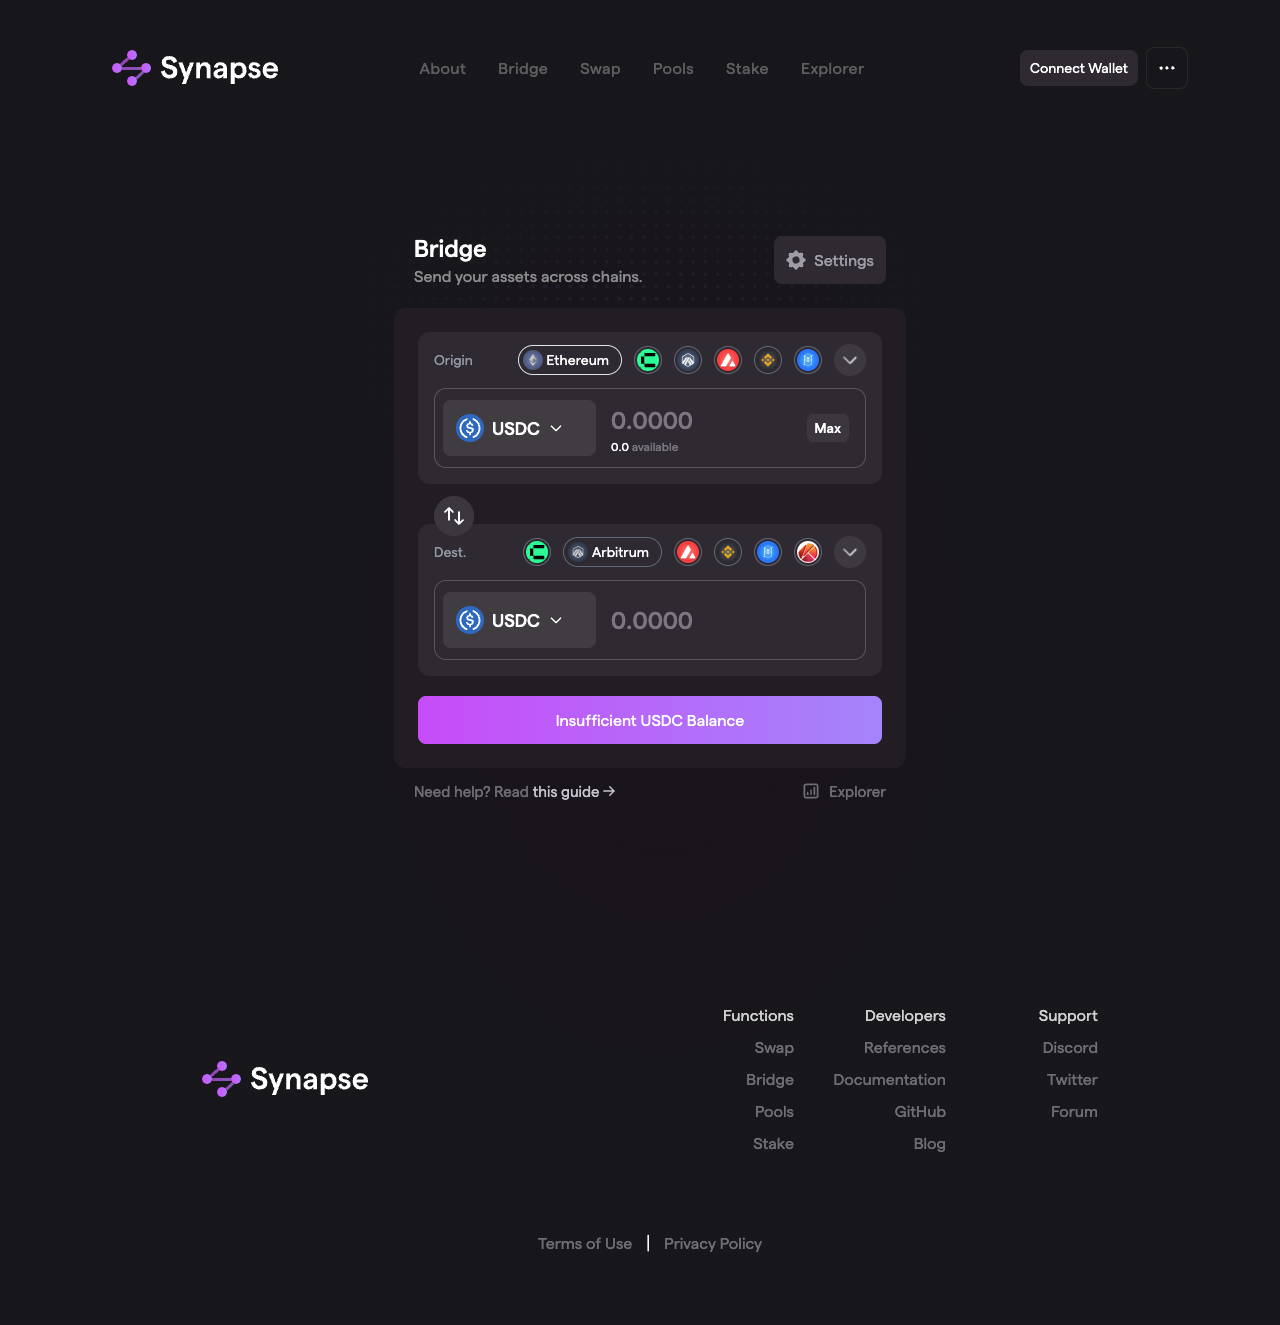 Synapse
About Bridge Swap Pools Stake Explorer
Connect Wallet
Bridge
Send your assets across chains.
Settings
Origin
Ethereum
USDC
0.0000
0.0 available
Max
Dest.
Arbitrum
USDC
0.0000
Insufficient USDC Balance
Need help? Read this guide →
Explorer
Synapse
Functions
Swap
Bridge
Pools
Stake
Developers
References
Documentation
GitHub
Blog
Support
Discord
Twitter
Forum
Terms of Use | Privacy Policy